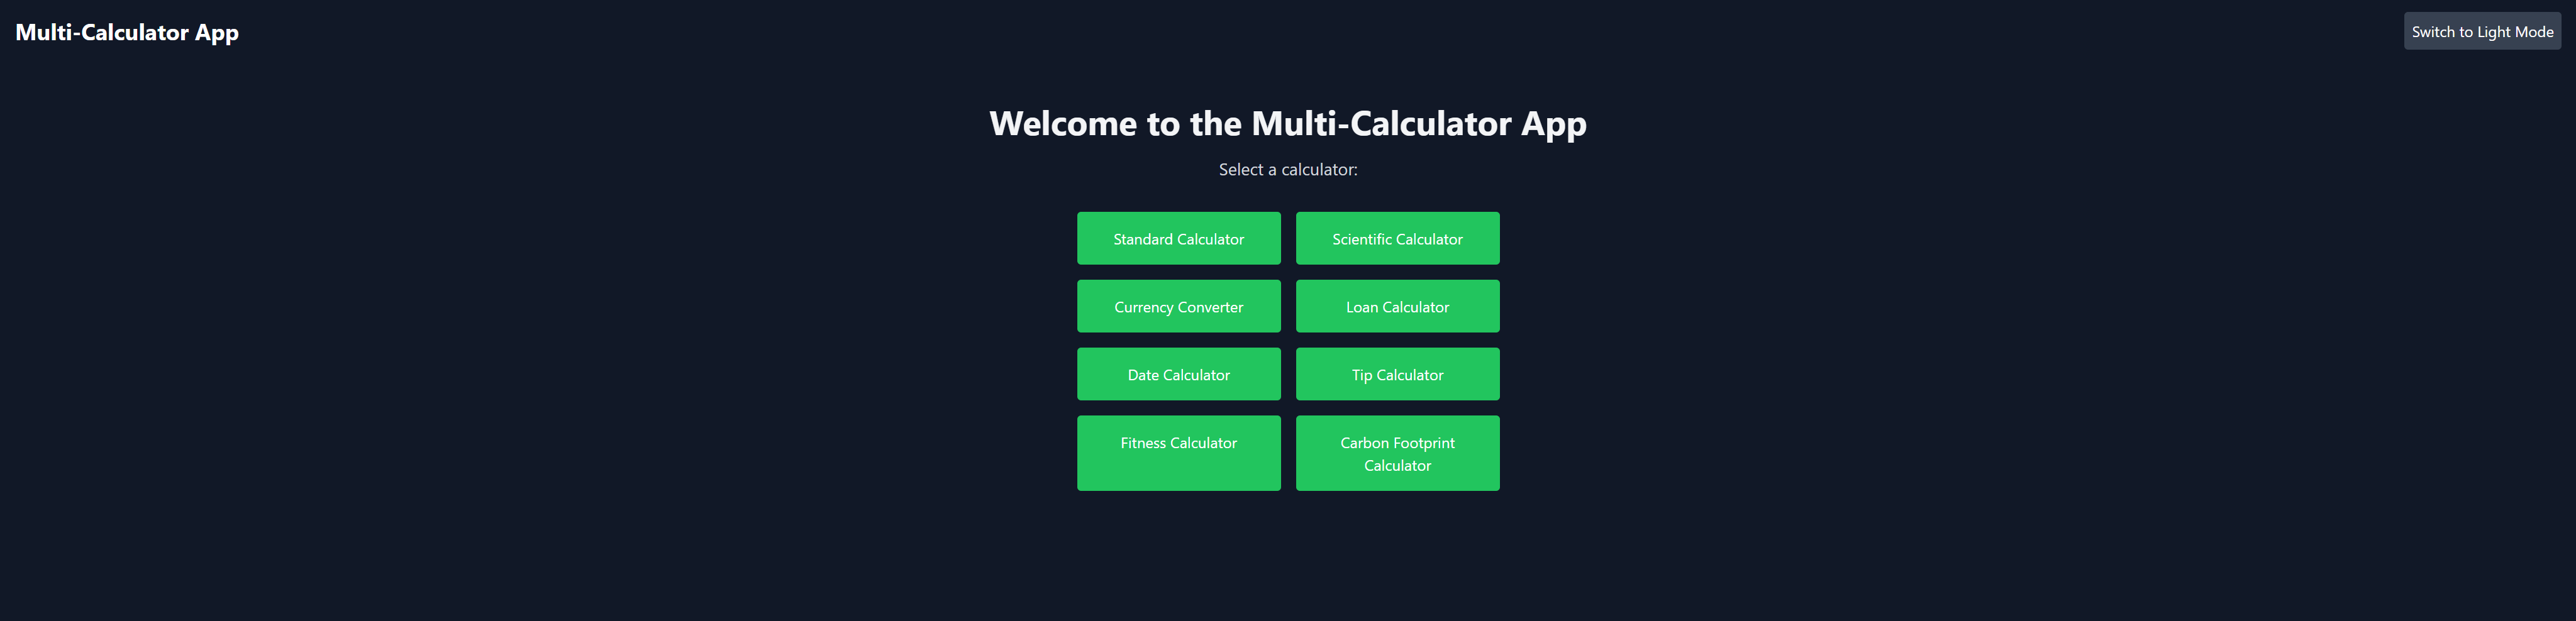 Multi-Calculator App
Switch to Light Mode
Welcome to the Multi-Calculator App
Select a calculator:
Standard Calculator
Scientific Calculator
Currency Converter
Loan Calculator
Date Calculator
Tip Calculator
Fitness Calculator
Carbon Footprint
Calculator